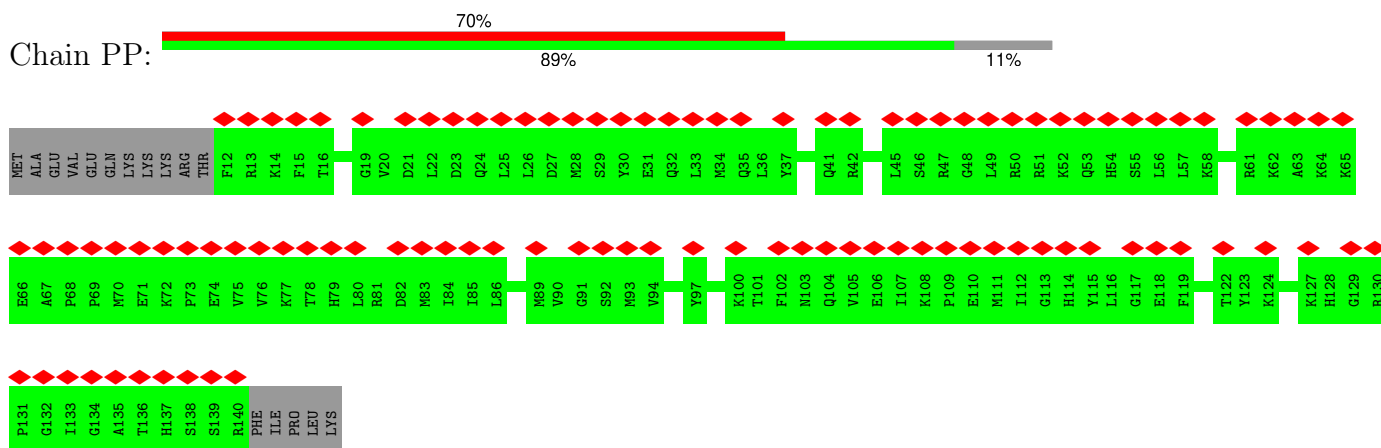 70%
Chain PP:
89% 11%
MET ALA GLU VAL GLU GLN LYS LYS LYS ARG THR F12 R13 K14 F15 T16 G19 V20 D21 L22 D23 Q24 L25 L26 D27 M28 S29 Y30 E31 Q32 L33 M34 Q35 L36 Y37 Q41 R42 L45 S46 R47 G48 L49 R50 R51 K52 Q53 H54 S55 L56 L57 K58 R61 K62 A63 K64 K65
E66 A67 P68 P69 M70 E71 K72 P73 E74 V75 V76 K77 T78 H79 L80 R81 D82 M83 I84 I85 L86 M89 V90 G91 S92 M93 V94 Y97 K100 T101 F102 N103 Q104 V105 E106 I107 K108 P109 E110 M111 I112 G113 H114 Y115 L116 G117 E118 F119 T122 Y123 K124 K127 H128 G129 R130
P131 G132 I133 G134 A135 T136 H137 S138 S139 R140 PHE ILE PRO LEU LYS